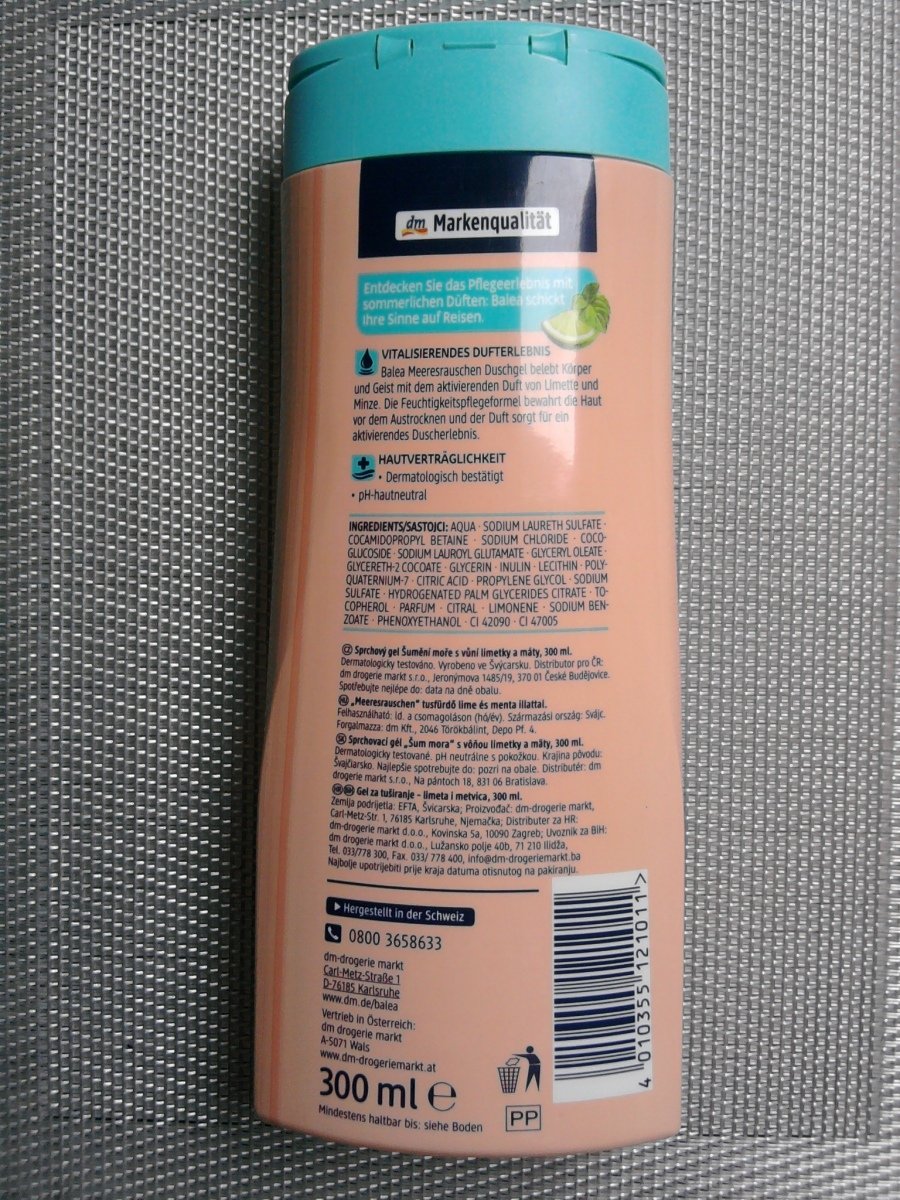 dm Markenqualität
Entdecken Sie das Pflegeerlebnis mit
sommerlichen Düften: Balea schickt
Ihre Sinne auf Reisen.
VITALISIERENDES DUFTERLEBNIS
Balea Meeresrauschen Duschgel belebt Körper
und Geist mit dem aktivierenden Duft von Limette und
Minze. Die Feuchtigkeitspflegeformel bewahrt die Haut
vor dem Austrocknen und der Duft sorgt für ein
aktivierendes Duscherlebnis.
HAUTVERTRÄGLICHKEIT
• Dermatologisch bestätigt
• pH-hautneutral
INGREDIENTS/SASTOJCI: AQUA · SODIUM LAURETH SULFATE ·
COCAMIDOPROPYL BETAINE · SODIUM CHLORIDE · COCO-
GLUCOSIDE · SODIUM LAUROYL GLUTAMATE · GLYCERYL OLEATE ·
GLYCERETH-2 COCOATE · GLYCERIN · INULIN · LECITHIN · POLY-
QUATERNIUM-7 · CITRIC ACID · PROPYLENE GLYCOL · SODIUM
SULFATE · HYDROGENATED PALM GLYCERIDES CITRATE · TO-
COPHEROL · PARFUM · CITRAL · LIMONENE · SODIUM BEN-
ZOATE · PHENOXYETHANOL · CI 42090 · CI 47005
CZ Sprchový gel Šumění moře s vůní limetky a máty, 300 ml.
Dermatologicky testováno. Vyrobeno ve Švýcarsku. Distributor pro ČR:
dm drogerie markt s.r.o., Jeronýmova 1485/19, 370 01 České Budějovice.
Spotřebujte nejlépe do: data na dně obalu.
HU „Meeresrauschen" tusfürdő lime és menta illattal.
Felhasználható: ld. a csomagoláson (hó/év). Származási ország: Svájc.
Forgalmazza: dm Kft., 2046 Törökbálint, Depo Pf. 4.
SK Sprchovací gél „Šum mora" s vôňou limetky a mäty, 300 ml.
Dermatologicky testované. pH neutrálne s pokožkou. Krajina pôvodu:
Švajčiarsko. Najlepšie spotrebujte do: pozri na obale. Distribútér: dm
drogerie markt s.r.o., Na pántoch 18, 831 06 Bratislava.
HR BIH Gel za tuširanje – limeta i metvica, 300 ml.
Zemlja podrijetla: EFTA, Švicarska; Proizvođač: dm-drogerie markt,
Carl-Metz-Str. 1, 76185 Karlsruhe, Njemačka; Distributer za HR:
dm-drogerie markt d.o.o., Kovinska 5a, 10090 Zagreb; Uvoznik za BiH:
dm drogerie markt d.o.o., Lužansko polje 40b, 71 210 Ilidža,
Tel. 033/778 300, Fax. 033/ 778 400, info@dm-drogeriemarkt.ba
Najbolje upotrijebiti prije kraja datuma otisnutog na pakiranju.
Hergestellt in der Schweiz
0800 3658633
dm-drogerie markt
Carl-Metz-Straße 1
D-76185 Karlsruhe
www.dm.de/balea
Vertrieb in Österreich:
dm drogerie markt
A-5071 Wals
www.dm-drogeriemarkt.at
300 ml e
Mindestens haltbar bis: siehe Boden
PP
4 010355 121011 >